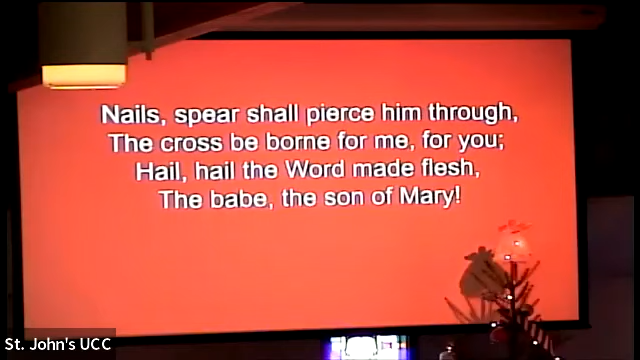 Nails, spear shall pierce him through,
The cross be borne for me, for you;
Hail, hail the Word made flesh,
The babe, the son of Mary!
St. John's UCC